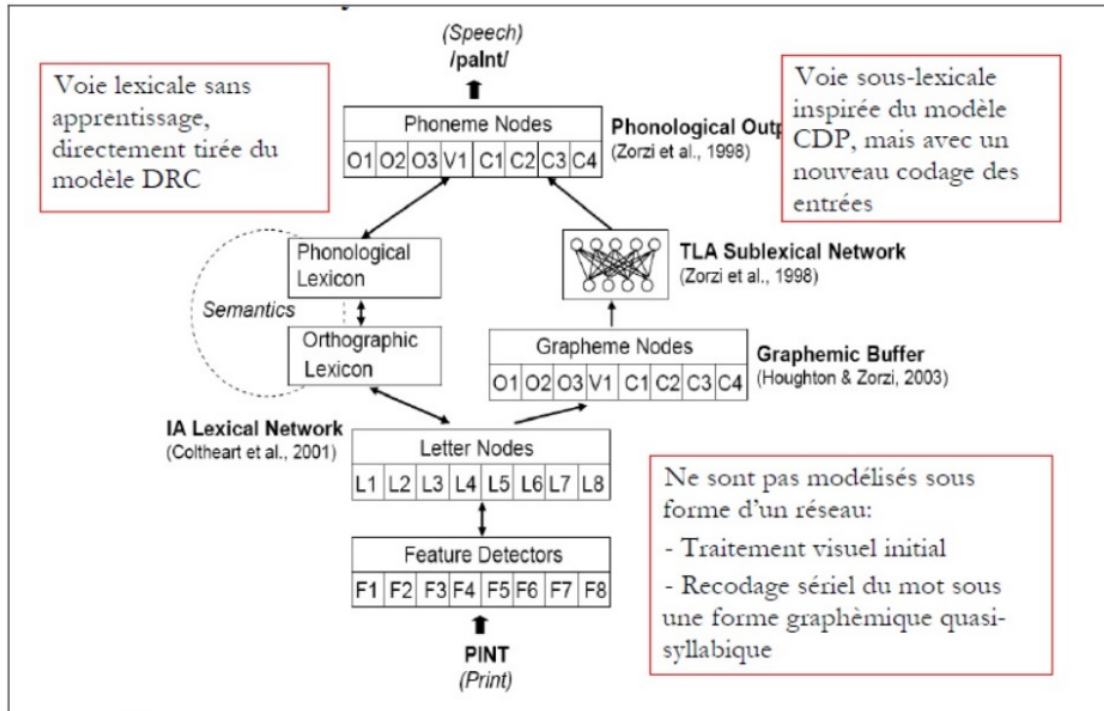 (Speech)
/paInt/
Voie lexicale sans
apprentissage,
directement tirée du
modèle DRC
Phoneme Nodes
O1 O2 O3 V1 C1 C2 C3 C4
Phonological Outp
(Zorzi et al., 1998)
Voie sous-lexicale
inspirée du modèle
CDP, mais avec un
nouveau codage des
entrées
Phonological
Lexicon
Semantics
Orthographic
Lexicon
TLA Sublexical Network
(Zorzi et al., 1998)
Grapheme Nodes
O1 O2 O3 V1 C1 C2 C3 C4
Graphemic Buffer
(Houghton & Zorzi, 2003)
IA Lexical Network
(Coltheart et al., 2001)
Letter Nodes
L1 L2 L3 L4 L5 L6 L7 L8
Feature Detectors
F1 F2 F3 F4 F5 F6 F7 F8
PINT
(Print)
Ne sont pas modélisés sous
forme d'un réseau:
- Traitement visuel initial
- Recodage sériel du mot sous
une forme graphèmique quasi-
syllabique